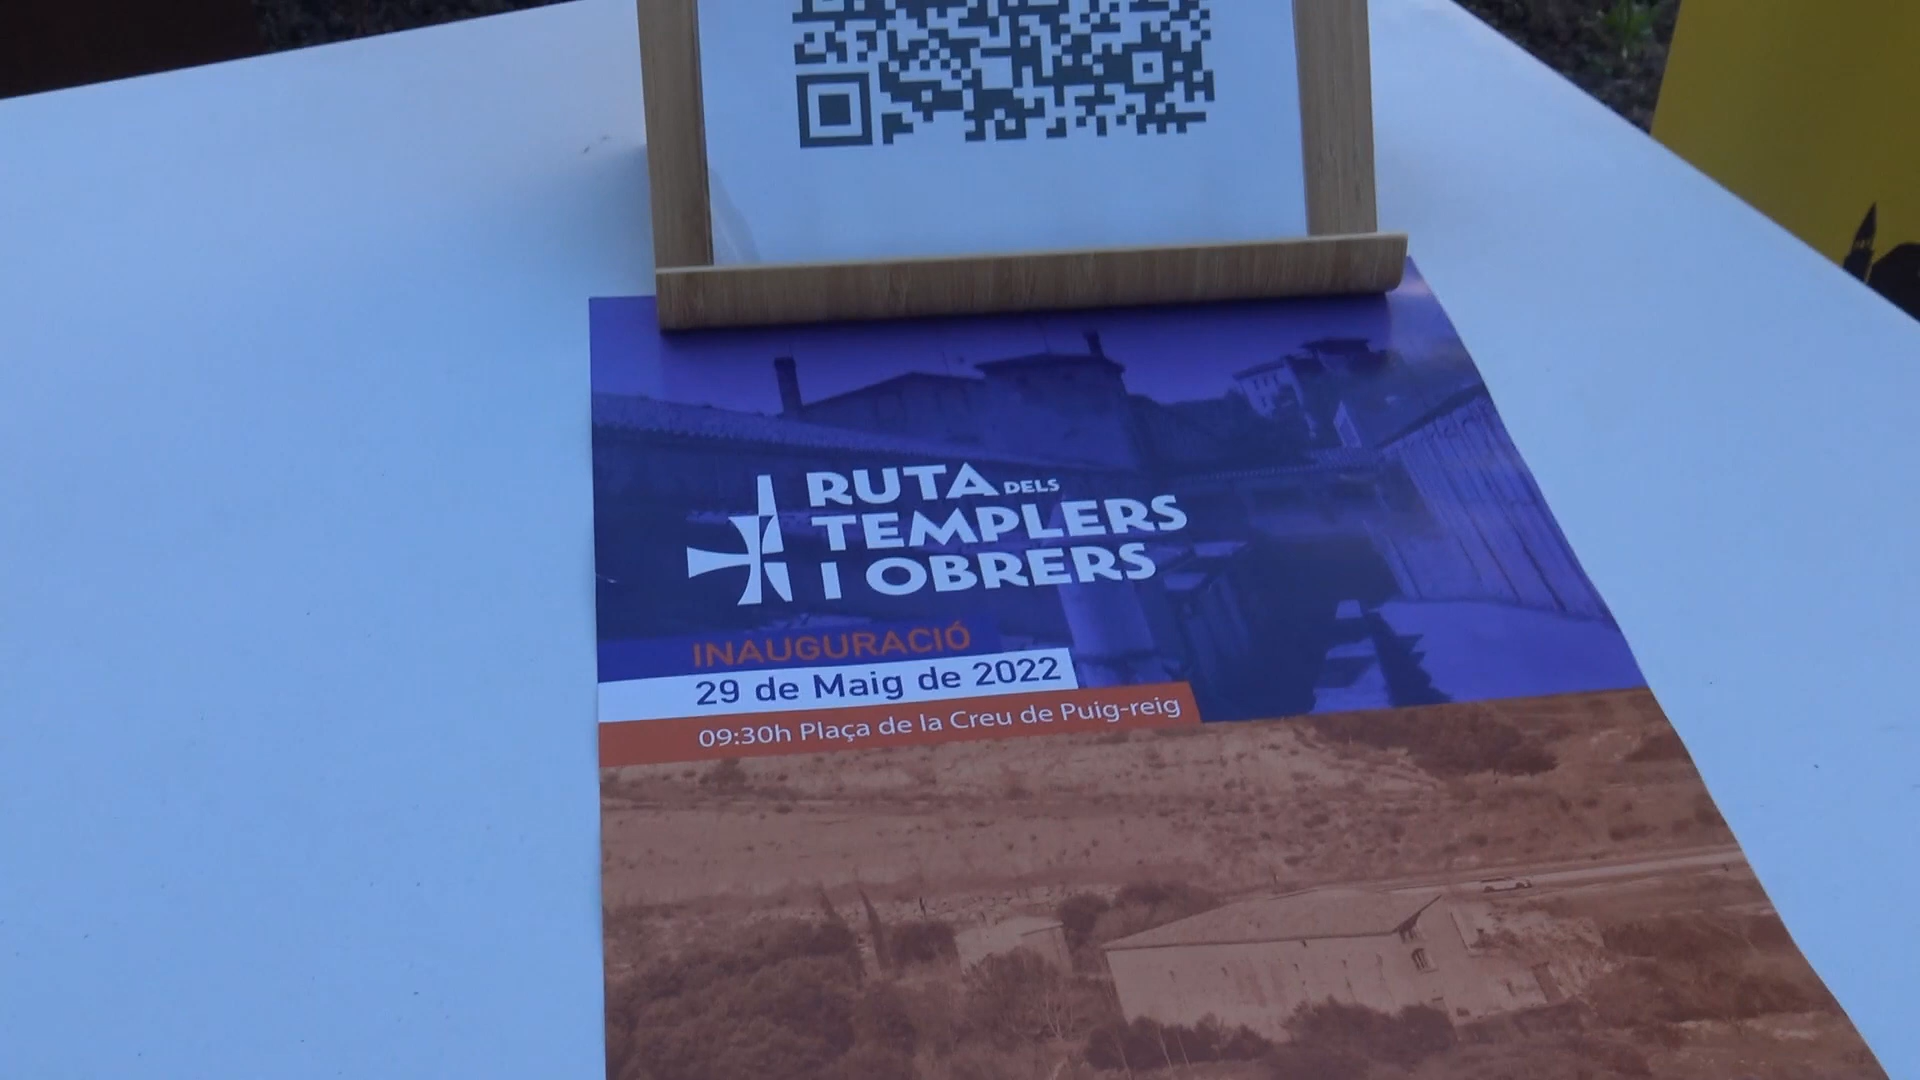 RUTA DELS
TEMPLERS
I OBRERS
INAUGURACIÓ
29 de Maig de 2022
09:30h Plaça de la Creu de Puig-reig